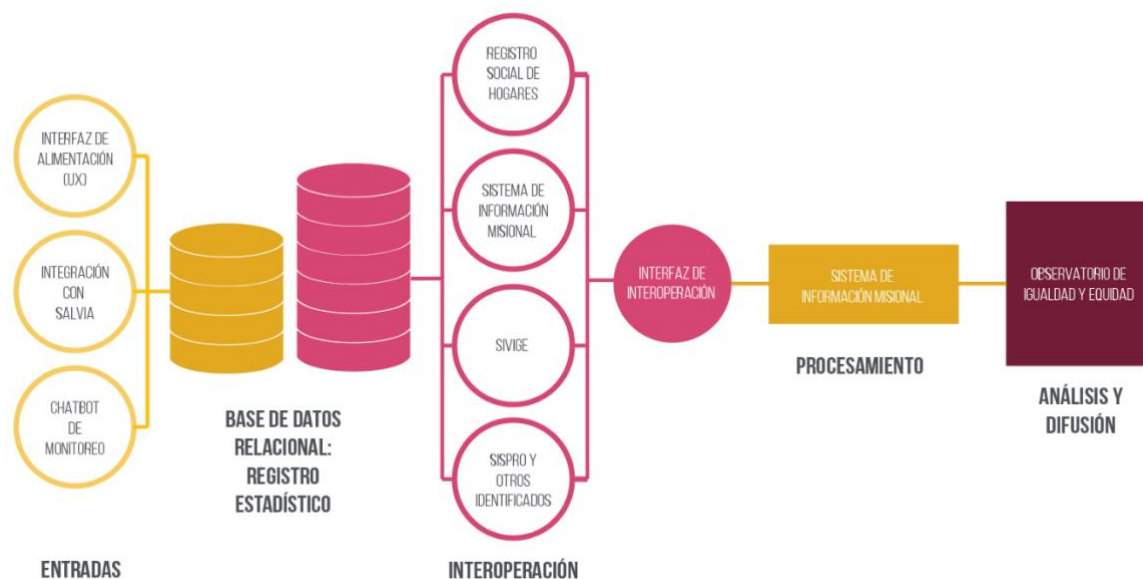 INTERFAZ DE
ALIMENTACIÓN
(UX)
INTEGRACIÓN
CON
SALVIA
CHATBOT
DE
MONITOREO
ENTRADAS
BASE DE DATOS
RELACIONAL:
REGISTRO
ESTADÍSTICO
REGISTRO
SOCIAL DE
HOGARES
SISTEMA DE
INFORMACIÓN
MISIONAL
SIVIGE
SISPRO Y
OTROS
IDENTIFICADOS
INTEROPERACIÓN
INTERFAZ DE
INTEROPERACIÓN
SISTEMA DE
INFORMACIÓN MISIONAL
PROCESAMIENTO
OBSERVATORIO DE
IGUALDAD Y EQUIDAD
ANÁLISIS Y
DIFUSIÓN